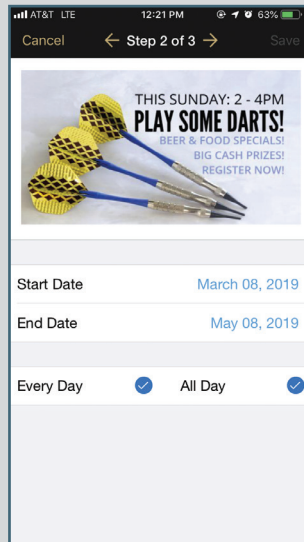 AT&T LTE 12:21 PM 63%
Cancel ← Step 2 of 3 → Save
THIS SUNDAY: 2 - 4PM
PLAY SOME DARTS!
BEER & FOOD SPECIALS!
BIG CASH PRIZES!
REGISTER NOW!
Start Date March 08, 2019
End Date May 08, 2019
Every Day All Day